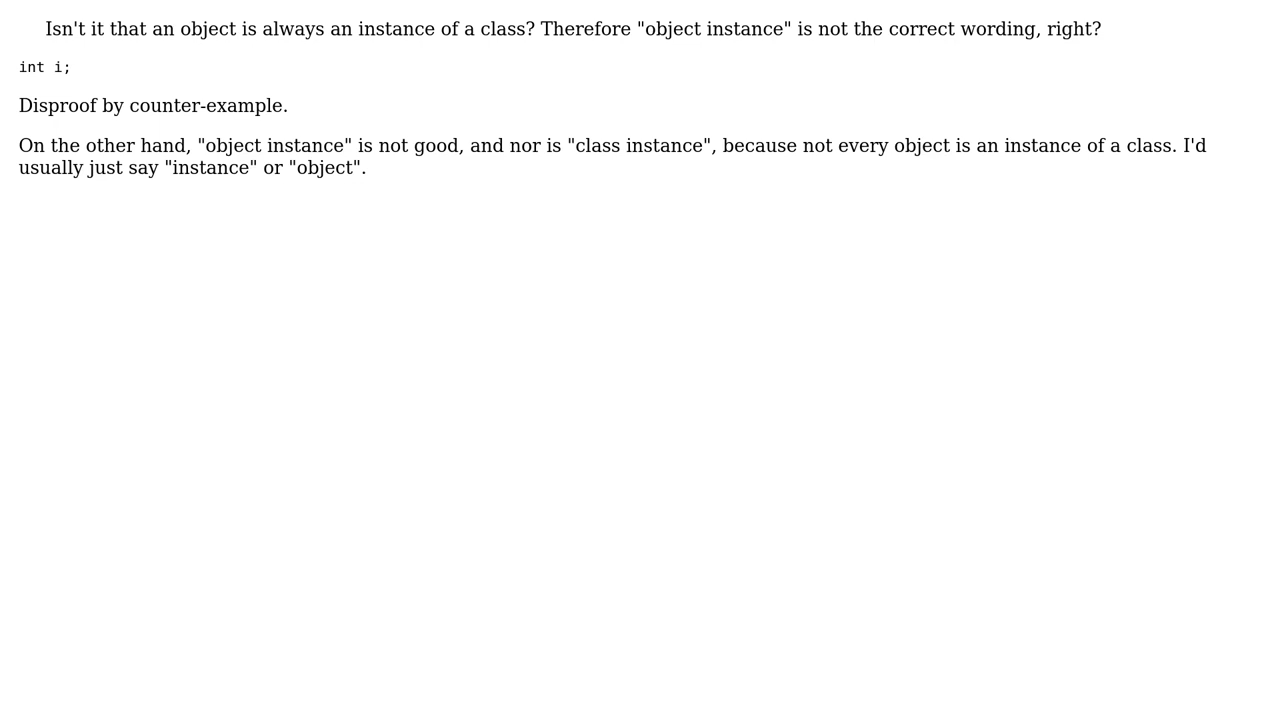 Isn't it that an object is always an instance of a class? Therefore "object instance" is not the correct wording, right?
int i;
Disproof by counter-example.
On the other hand, "object instance" is not good, and nor is "class instance", because not every object is an instance of a class. I'd
usually just say "instance" or "object".